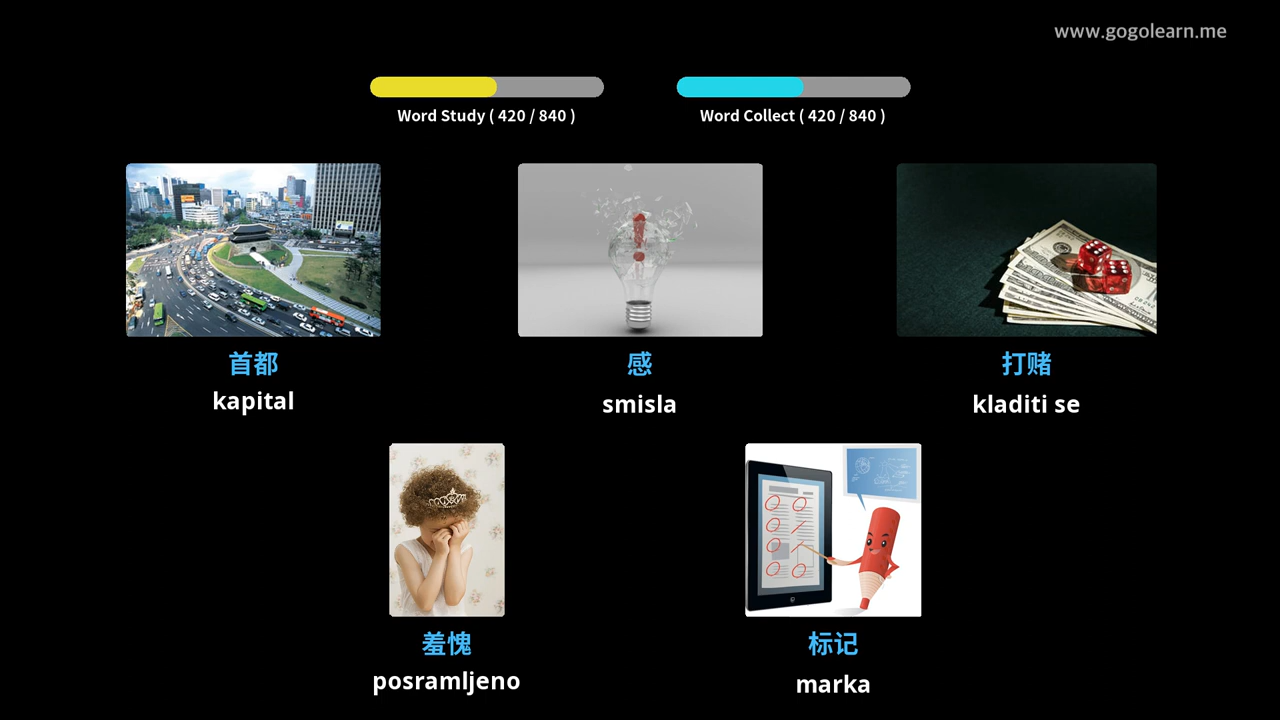 www.gogolearn.me
Word Study ( 420 / 840 )
Word Collect ( 420 / 840 )
首都
kapital
感
smisla
打赌
kladiti se
羞愧
posramljeno
标记
marka